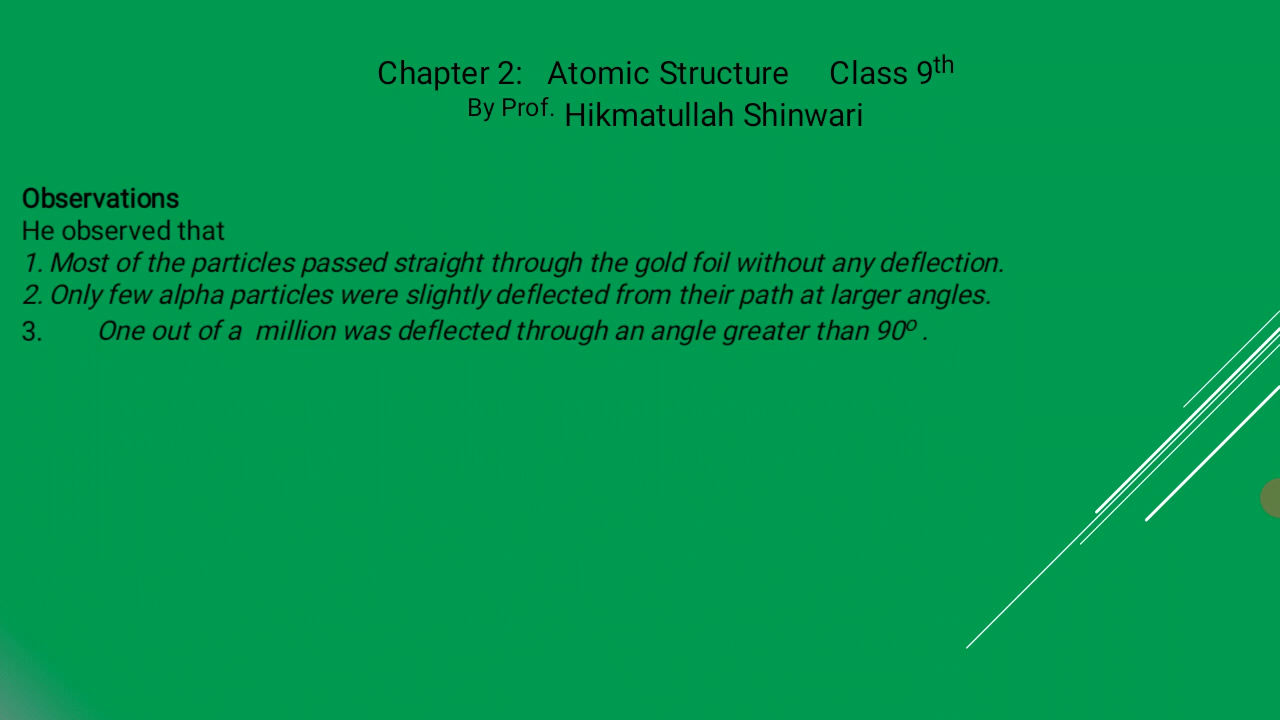 Chapter 2: Atomic Structure Class 9th
By Prof. Hikmatullah Shinwari
Observations
He observed that
1. Most of the particles passed straight through the gold foil without any deflection.
2. Only few alpha particles were slightly deflected from their path at larger angles.
3. One out of a million was deflected through an angle greater than 90º .